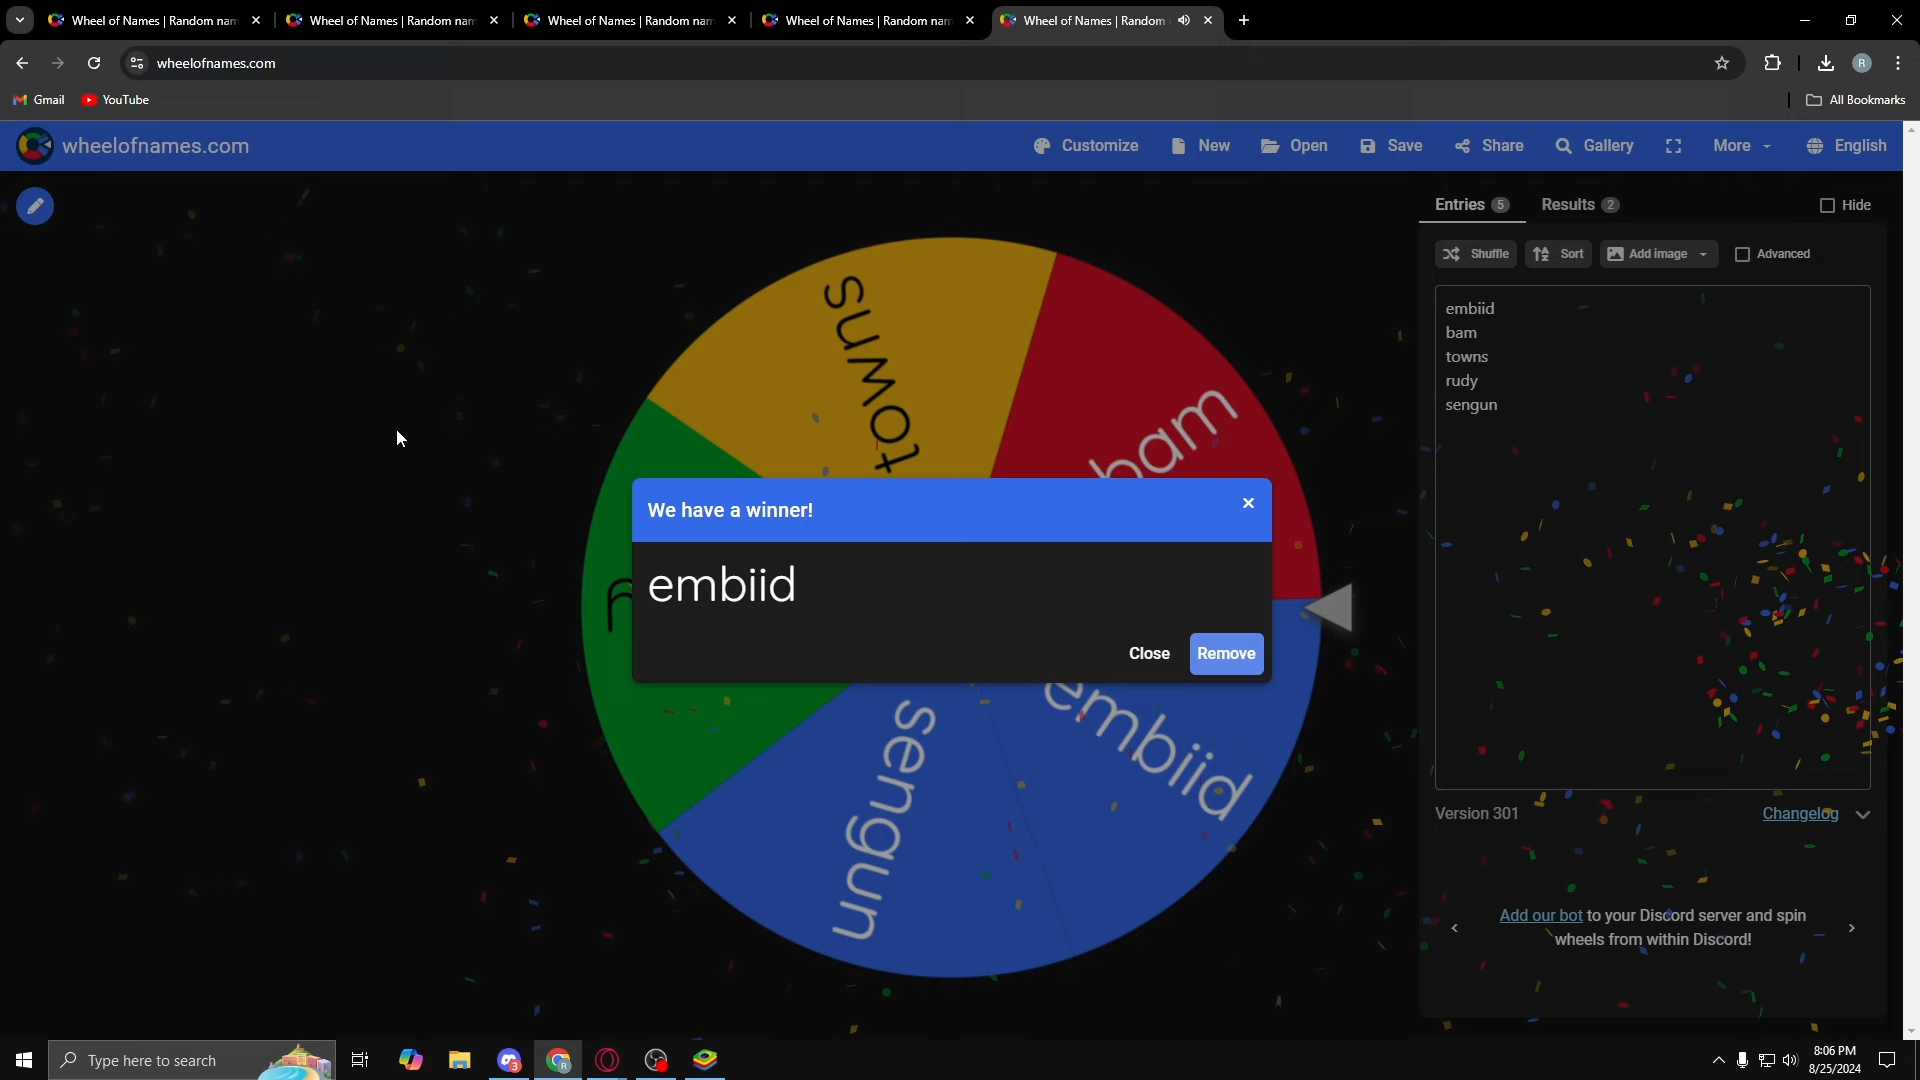 Wheel of Names | Random nam
Wheel of Names | Random nam
Wheel of Names | Random nam
Wheel of Names | Random nam
Wheel of Names | Random
wheelofnames.com
R
Gmail
YouTube
All Bookmarks
wheelofnames.com
Customize
New
Open
Save
Share
Gallery
More
English
Entries 5
Results 2
Hide
Shuffle
Sort
Add image
Advanced
embiid
bam
towns
rudy
sengun
towns
bam
y
sengun
embiid
We have a winner!
embiid
Close
Remove
Version 301
Changelog
Add our bot to your Discord server and spin
wheels from within Discord!
Type here to search
3
R
8:06 PM
8/25/2024